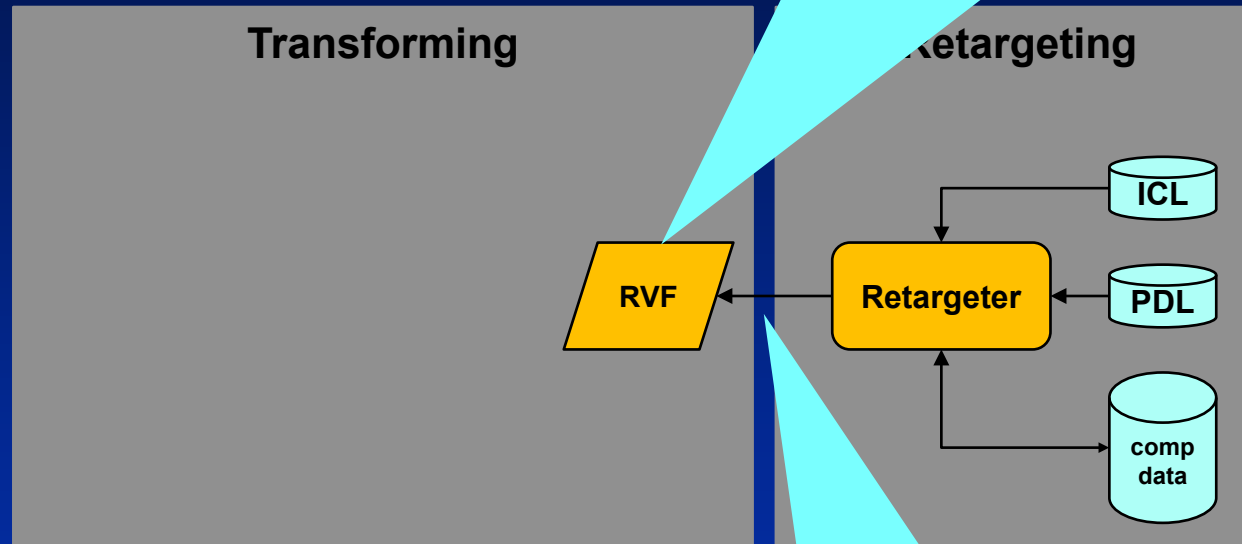 Transforming
Retargeting
ICL
RVF
Retargeter
PDL
comp
data